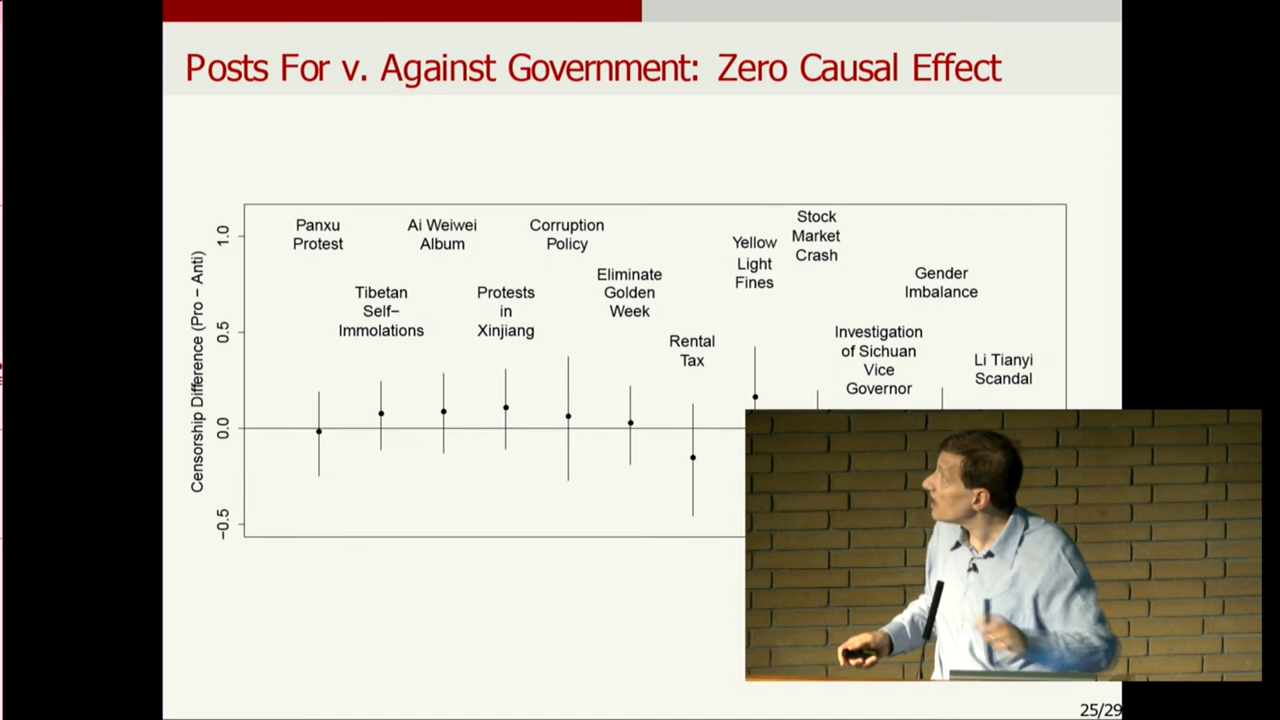 Posts For v. Against Government: Zero Causal Effect
Censorship Difference (Pro − Anti)
1.0
0.5
0.0
−0.5
Panxu
Protest
Tibetan
Self−
Immolations
Ai Weiwei
Album
Protests
in
Xinjiang
Corruption
Policy
Eliminate
Golden
Week
Rental
Tax
Yellow
Light
Fines
Stock
Market
Crash
Investigation
of Sichuan
Vice
Governor
Gender
Imbalance
Li Tianyi
Scandal
25/29